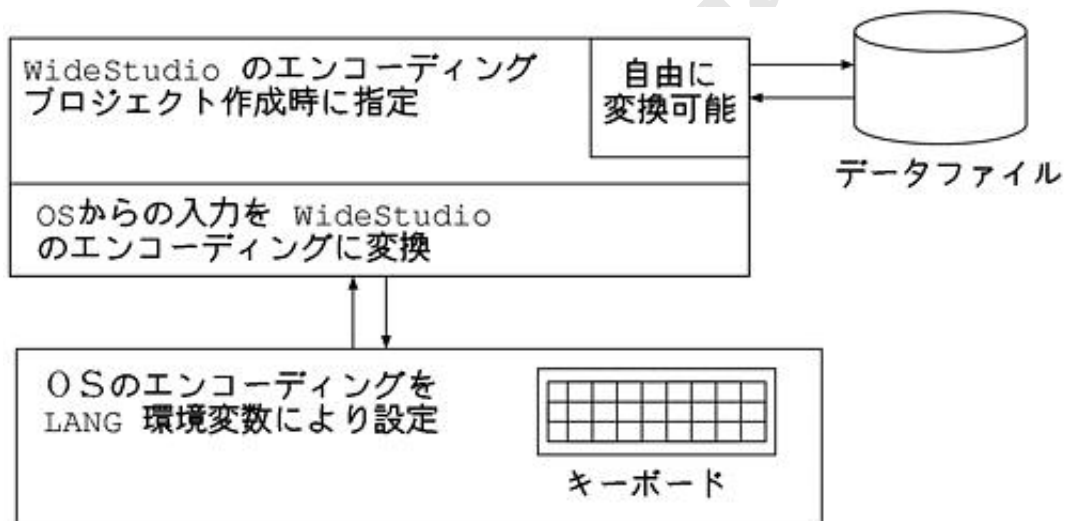 WideStudio のエンコーディング
プロジェクト作成時に指定
自由に
変換可能
データファイル
OSからの入力を WideStudio
のエンコーディングに変換
OSのエンコーディングを
LANG 環境変数により設定
キーボード